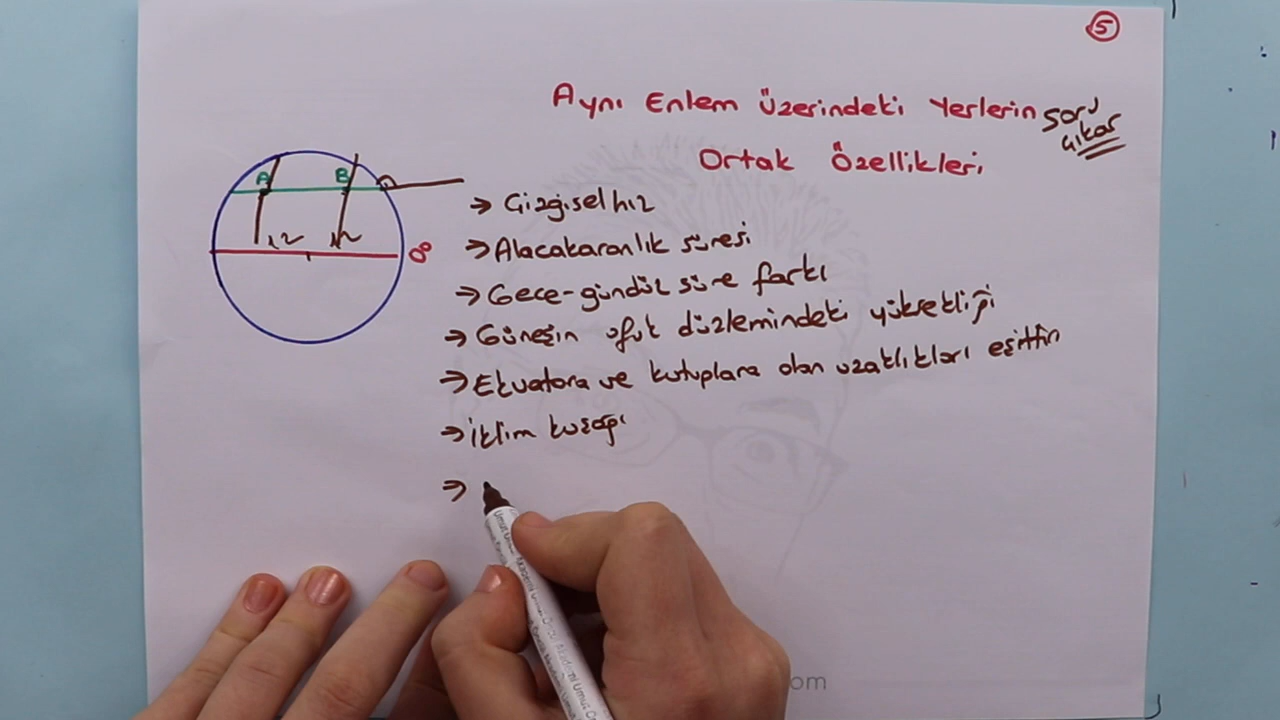 5
Aynı Enlem üzerindeki Yerlerin
soru
çıkar
Ortak Özellikleri
A
B
0°
→ Çizgisel hız
→ Alacakaranlık süresi
→ Gece-gündüz süre farkı
→ Güneşin ufuk düzlemindeki yüksekliği
→ Ekvatora ve kutuplara olan uzaklıkları eşittir
→ İklim kuşağı
→
om